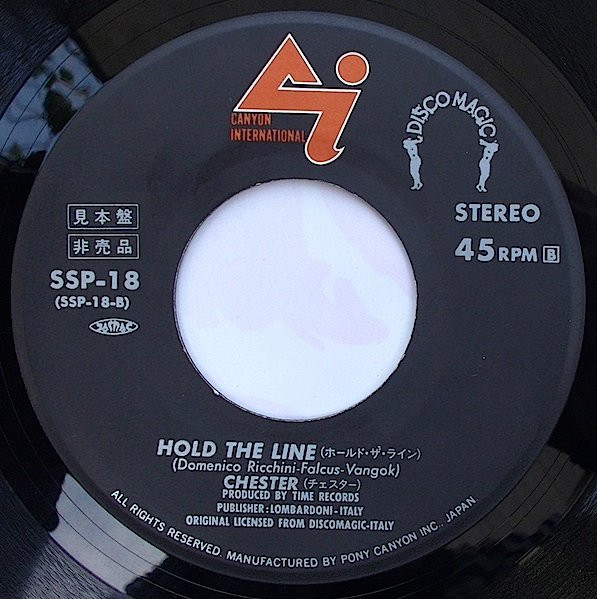 CANYON
INTERNATIONAL
DISCO MAGIC
STEREO
45 RPM B
見本盤
非売品
SSP-18
(SSP-18-B)
HOLD THE LINE (ホールド・ザ・ライン)
(Domenico Ricchini-Falcus-Vangok)
CHESTER (チェスター)
PRODUCED BY TIME RECORDS
PUBLISHER:LOMBARDONI-ITALY
ORIGINAL LICENSED FROM DISCOMAGIC-ITALY
ALL RIGHTS RESERVED. MANUFACTURED BY PONY CANYON INC., JAPAN.